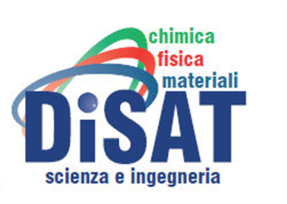 chimica
fisica
materiali
DiSAT
scienza e ingegneria